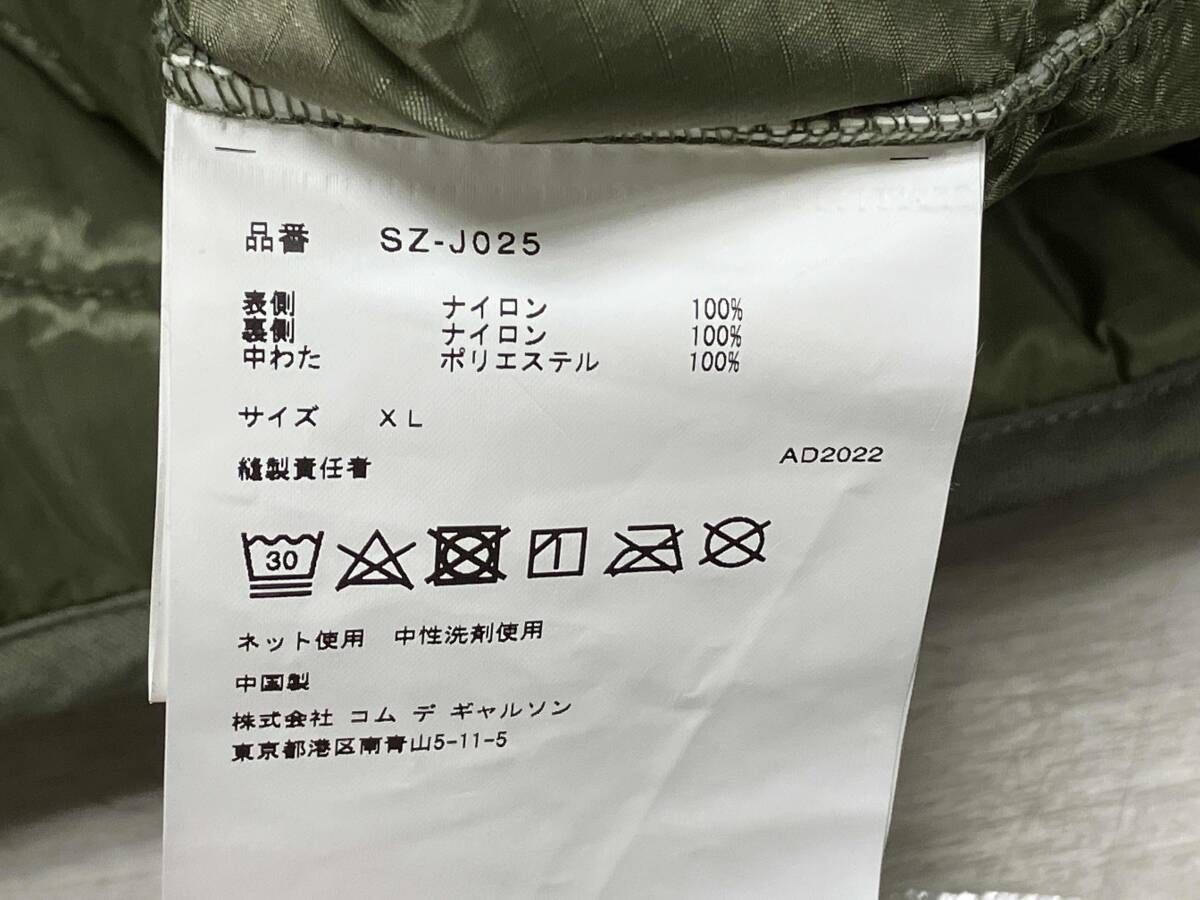 品番 SZ-J025
表側 ナイロン 100%
裏側 ナイロン 100%
中わた ポリエステル 100%
サイズ XL
縫製責任者 AD2022
30
ネット使用 中性洗剤使用
中国製
株式会社 コム デ ギャルソン
東京都港区南青山5-11-5